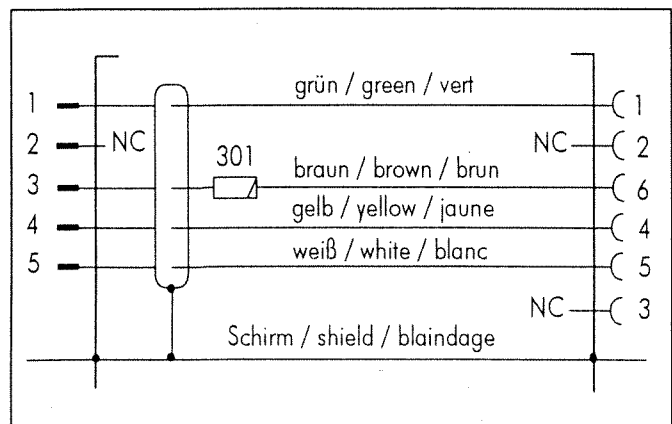 1 grün / green / vert 1
2 NC NC 2
301
3 braun / brown / brun 6
gelb / yellow / jaune
4 4
weiß / white / blanc
5 5
NC 3
Schirm / shield / blaindage